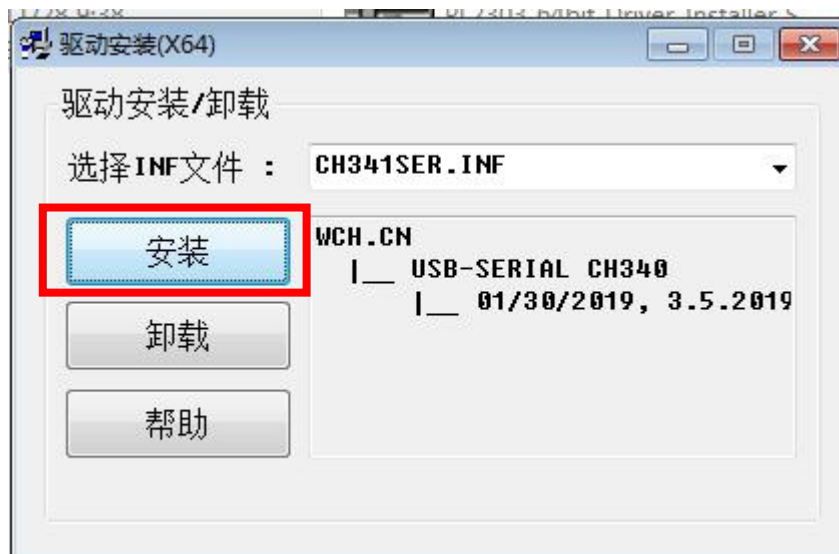 驱动安装(X64)
驱动安装/卸载
选择INF文件 : CH341SER.INF
安装
WCH.CN
|__ USB-SERIAL CH340
|__ 01/30/2019, 3.5.2019
卸载
帮助